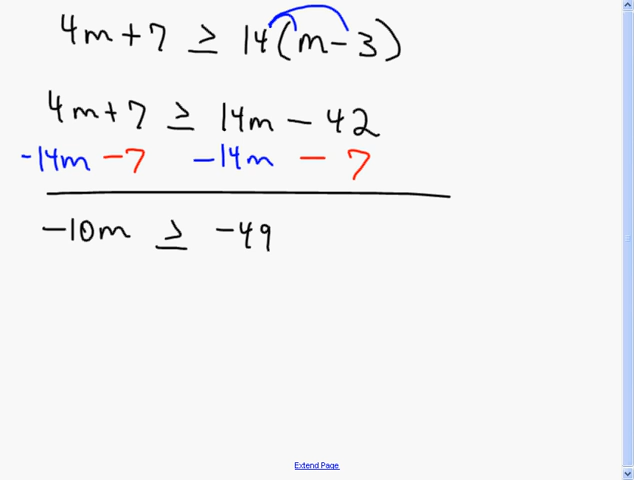 4m + 7 ≥ 14(m - 3)
4m + 7 ≥ 14m - 42
-14m - 7 -14m - 7
-10m ≥ -49
Extend Page